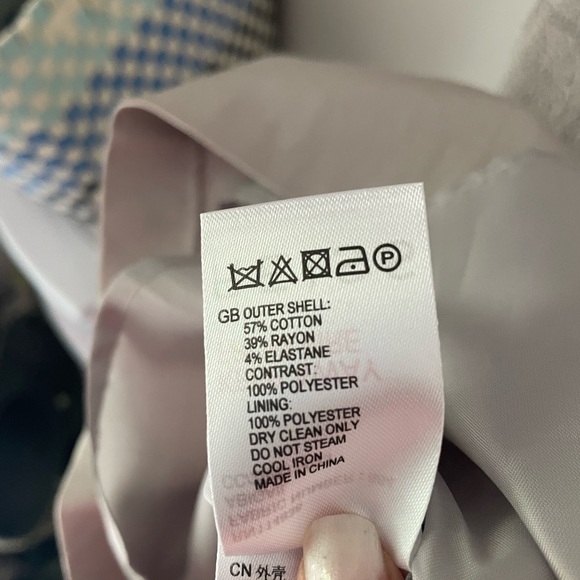 GB OUTER SHELL:
57% COTTON
39% RAYON
4% ELASTANE
CONTRAST:
100% POLYESTER
LINING:
100% POLYESTER
DRY CLEAN ONLY
DO NOT STEAM
COOL IRON
MADE IN CHINA
CN 外壳